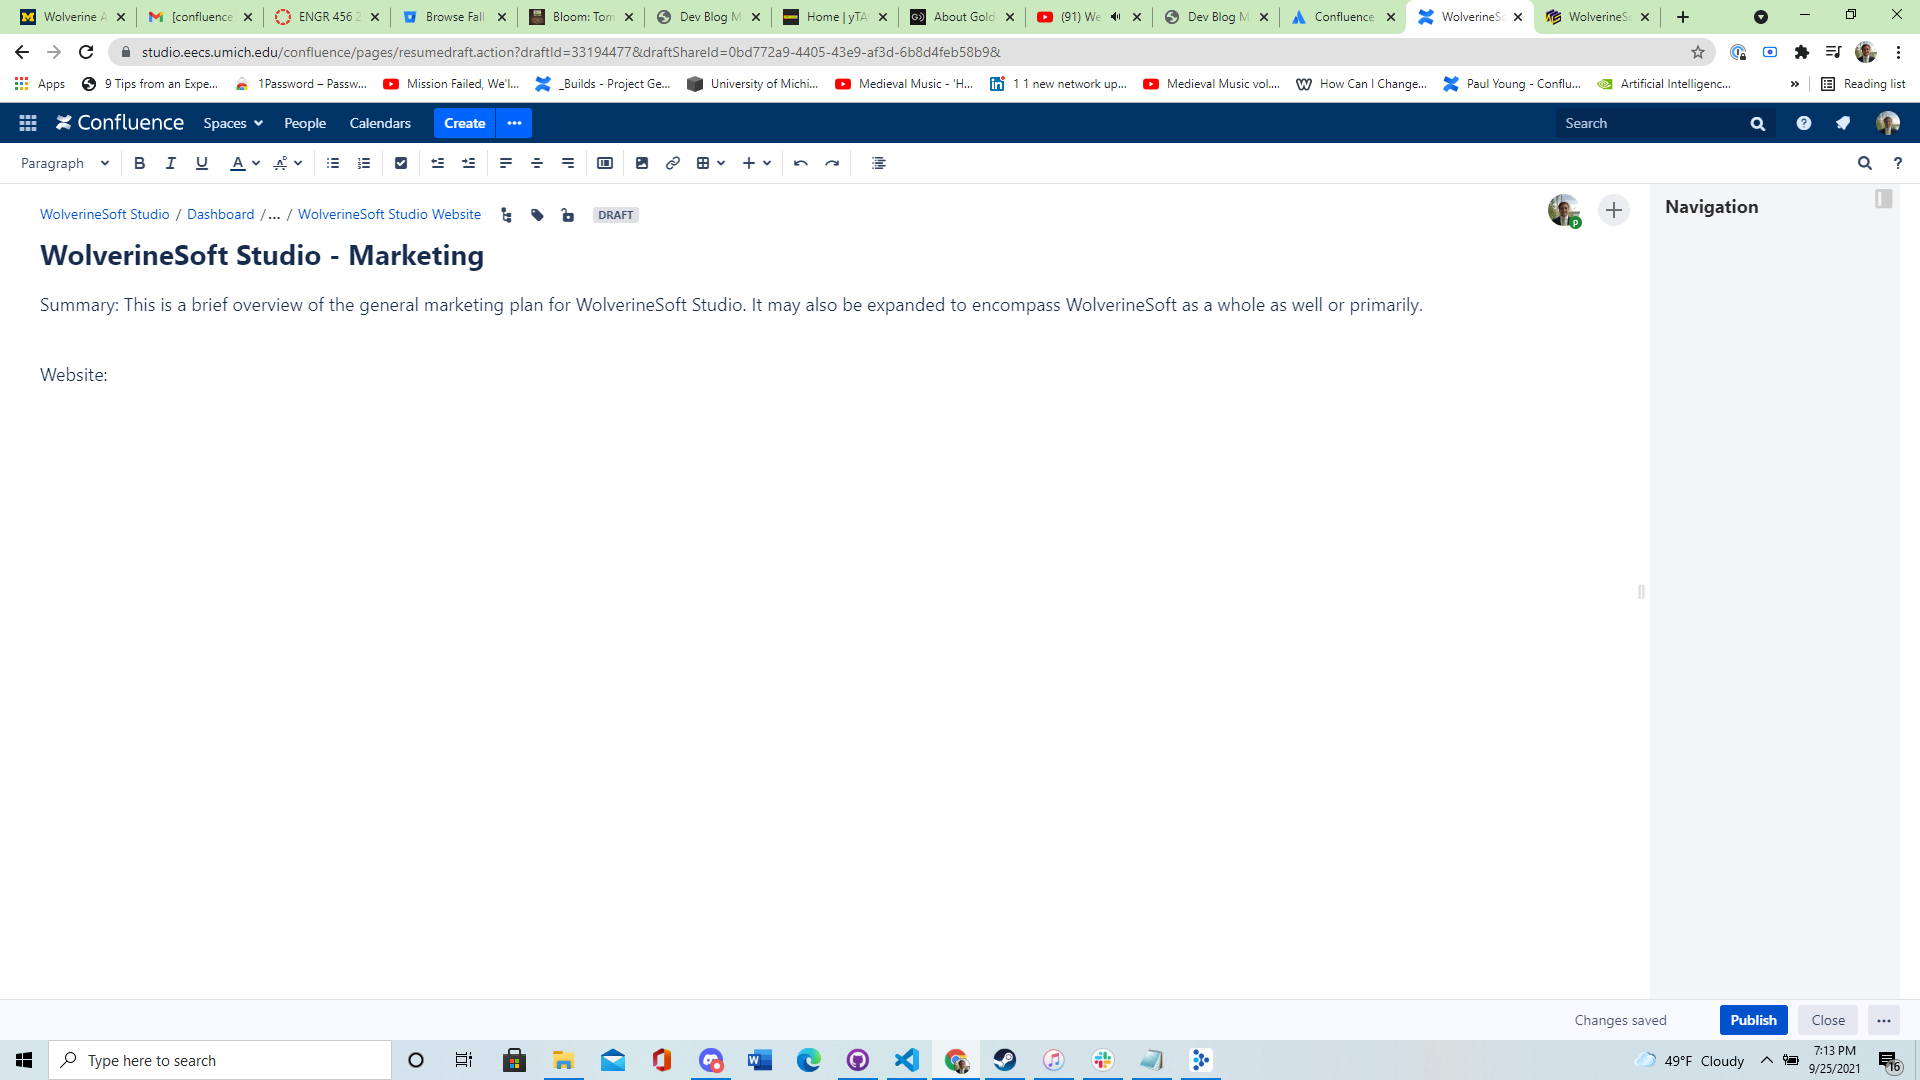 Wolverine A
[confluence
ENGR 456 2
Browse Fall
Bloom: Tom
Dev Blog M
Home | yTA
About Gold
(91) We
Dev Blog M
Confluence
WolverineSo
WolverineSo
studio.eecs.umich.edu/confluence/pages/resumedraft.action?draftId=33194477&draftShareId=0bd772a9-4405-43e9-af3d-6b8d4feb58b9&
Apps
9 Tips from an Expe...
1Password – Passw...
Mission Failed, We'l...
_Builds - Project Ge...
University of Michi...
Medieval Music - 'H...
1 1 new network up...
Medieval Music vol....
How Can I Change...
Paul Young - Conflu...
Artificial Intelligenc...
»
Reading list
Confluence
Spaces
People
Calendars
Create
•••
Search
Paragraph
B I U A
?
WolverineSoft Studio / Dashboard /... / WolverineSoft Studio Website
DRAFT
Navigation
WolverineSoft Studio - Marketing
Summary: This is a brief overview of the general marketing plan for WolverineSoft Studio. It may also be expanded to encompass WolverineSoft as a whole as well or primarily.
Website:
Changes saved
Publish
Close
•••
Type here to search
49°F Cloudy
7:13 PM
9/25/2021
16